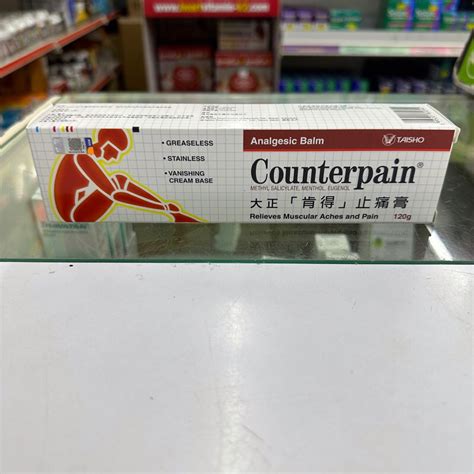 • GREASELESS
• STAINLESS
• VANISHING
CREAM BASE
Analgesic Balm
TAISHO
Counterpain®
METHYL SALICYLATE, MENTHOL, EUGENOL
大正「肯得」止痛膏
Relieves Muscular Aches and Pain
120g